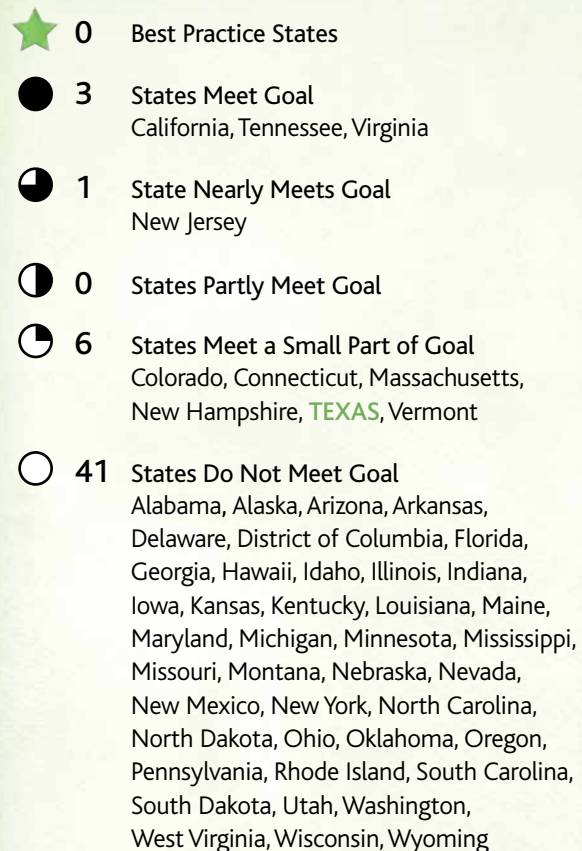 0 Best Practice States
3 States Meet Goal
California, Tennessee, Virginia
1 State Nearly Meets Goal
New Jersey
0 States Partly Meet Goal
6 States Meet a Small Part of Goal
Colorado, Connecticut, Massachusetts,
New Hampshire, TEXAS, Vermont
41 States Do Not Meet Goal
Alabama, Alaska, Arizona, Arkansas,
Delaware, District of Columbia, Florida,
Georgia, Hawaii, Idaho, Illinois, Indiana,
Iowa, Kansas, Kentucky, Louisiana, Maine,
Maryland, Michigan, Minnesota, Mississippi,
Missouri, Montana, Nebraska, Nevada,
New Mexico, New York, North Carolina,
North Dakota, Ohio, Oklahoma, Oregon,
Pennsylvania, Rhode Island, South Carolina,
South Dakota, Utah, Washington,
West Virginia, Wisconsin, Wyoming